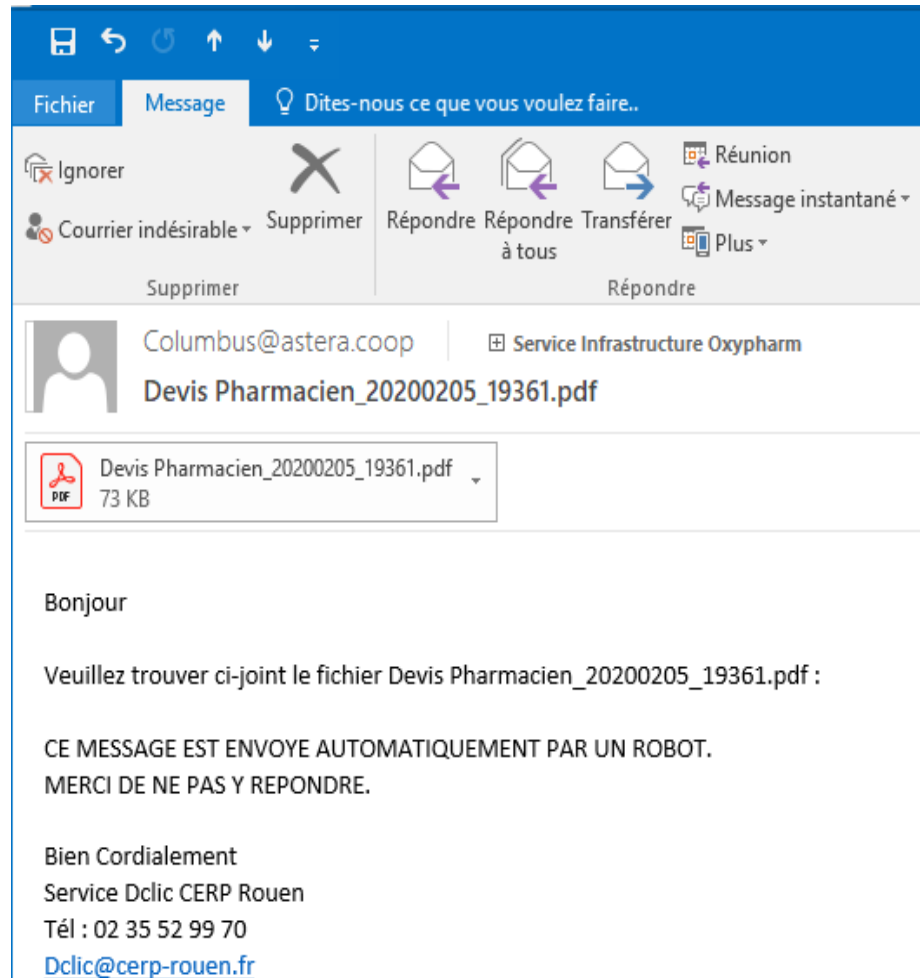 Fichier
Message
Dites-nous ce que vous voulez faire..
Ignorer
Courrier indésirable
Supprimer
Répondre
Répondre à tous
Transférer
Réunion
Message instantané
Plus
Supprimer
Répondre
Columbus@astera.coop
Service Infrastructure Oxypharm
Devis Pharmacien_20200205_19361.pdf
PDF
Devis Pharmacien_20200205_19361.pdf
73 KB
Bonjour
Veuillez trouver ci-joint le fichier Devis Pharmacien_20200205_19361.pdf :
CE MESSAGE EST ENVOYE AUTOMATIQUEMENT PAR UN ROBOT.
MERCI DE NE PAS Y REPONDRE.
Bien Cordialement
Service Dclic CERP Rouen
Tél : 02 35 52 99 70
Dclic@cerp-rouen.fr